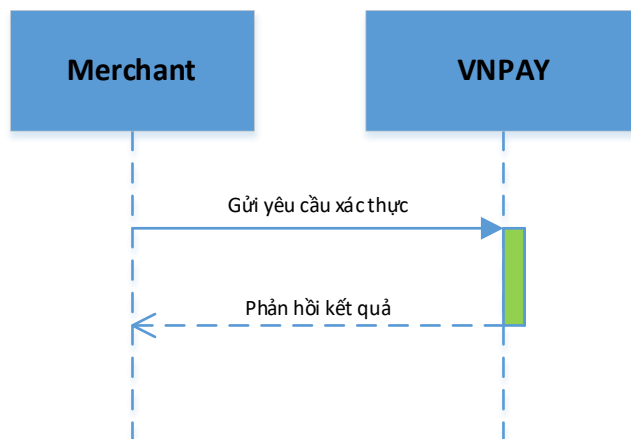 Merchant
VNPAY
Gửi yêu cầu xác thực
Phản hồi kết quả